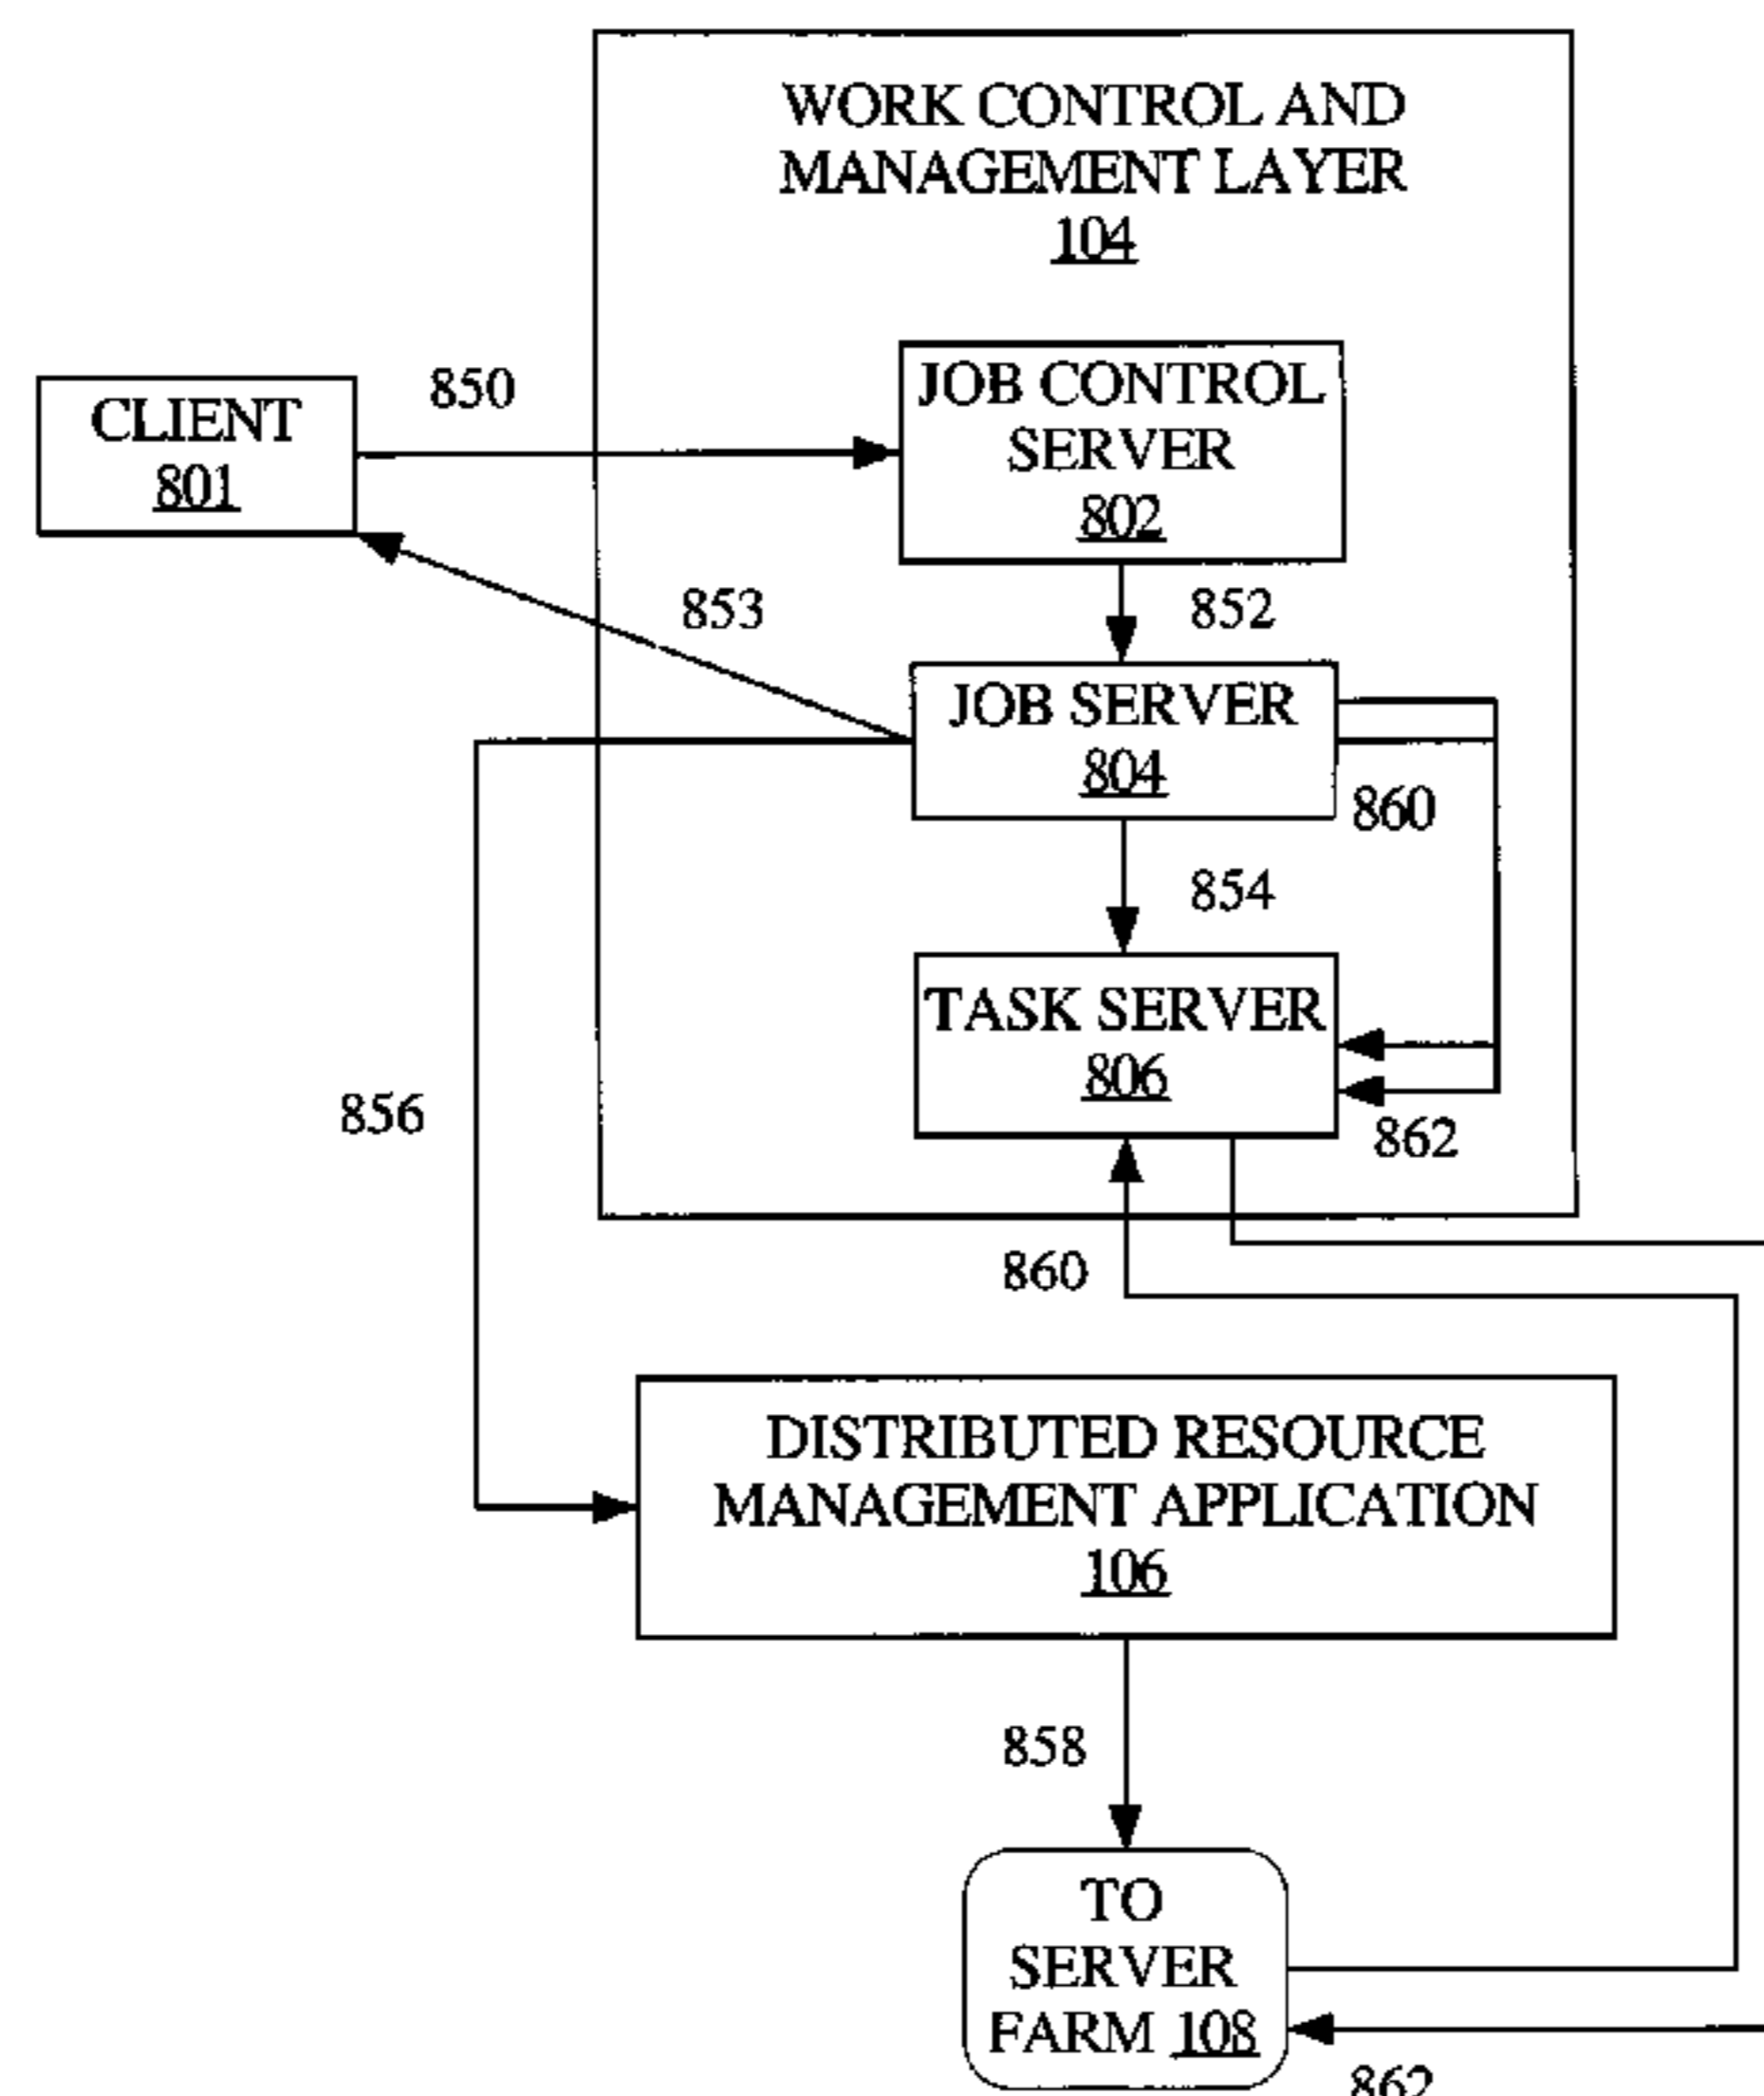 WORK CONTROL AND
MANAGEMENT LAYER
104
JOB CONTROL
SERVER
802
850
CLIENT
801
853
852
JOB SERVER
804
860
854
TASK SERVER
806
856
862
860
DISTRIBUTED RESOURCE
MANAGEMENT APPLICATION
106
858
TO
SERVER
FARM 108
862